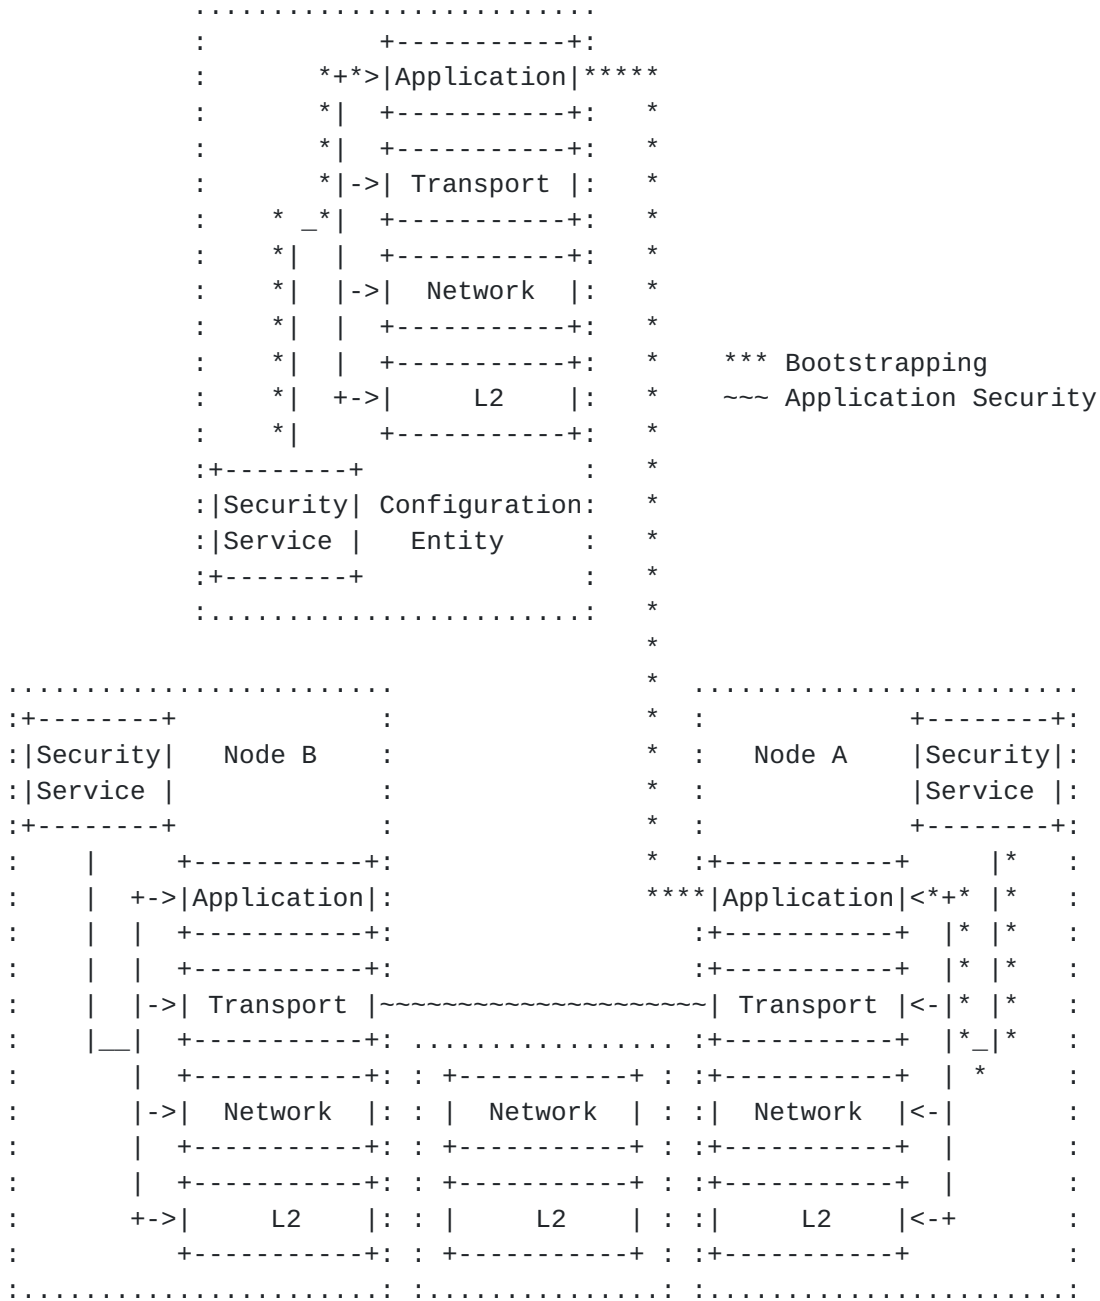 Application
Transport
Network
*** Bootstrapping
L2
~~~ Application Security
Security Configuration
Service Entity
Security Node B Node A Security
Service Service
Application Application
Transport Transport
Network Network Network
L2 L2 L2